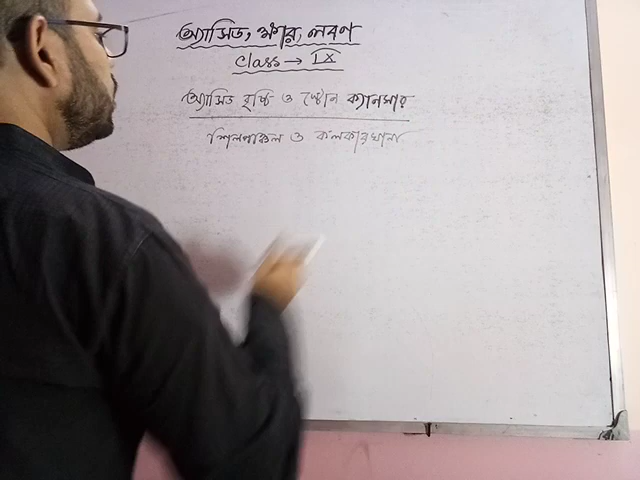 অ্যাসিড, ক্ষার, লবণ
Class → IX
অ্যাসিড বৃষ্টি ও স্টোন ক্যানসার
শিল্পাঞ্চল ও কলকারখানা